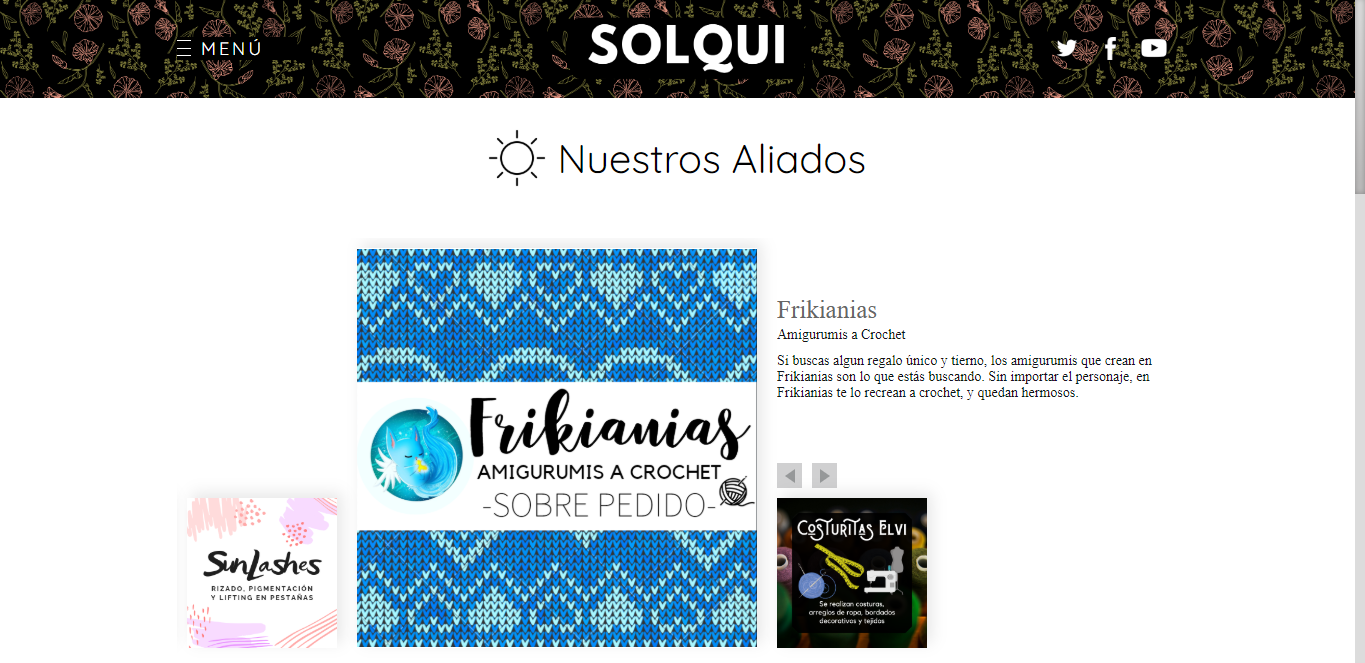 MENÚ
SOLQUI
Nuestros Aliados
Frikianias
AMIGURUMIS A CROCHET
-SOBRE PEDIDO-
Frikianias
Amigurumis a Crochet
Si buscas algun regalo único y tierno, los amigurumis que crean en
Frikianias son lo que estás buscando. Sin importar el personaje, en
Frikianias te lo recrean a crochet, y quedan hermosos.
SunLashes
RIZADO, PIGMENTACIÓN
Y LIFTING EN PESTAÑAS
COSTURITAS ELVI
Se realizan costuras,
arreglos de ropa, bordados
decorativos y tejidos